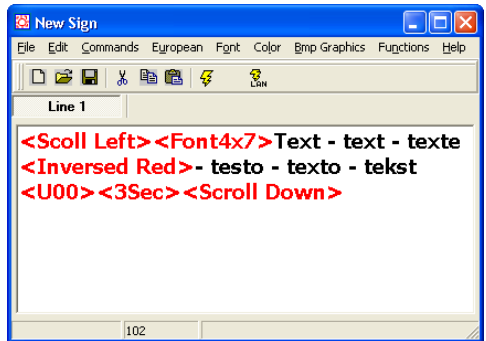 New Sign
File Edit Commands European Font Color Bmp Graphics Functions Help
LAN
Line 1
<Scoll Left><Font4x7>Text - text - texte
<Inversed Red>- testo - texto - tekst
<U00><3Sec><Scroll Down>
102